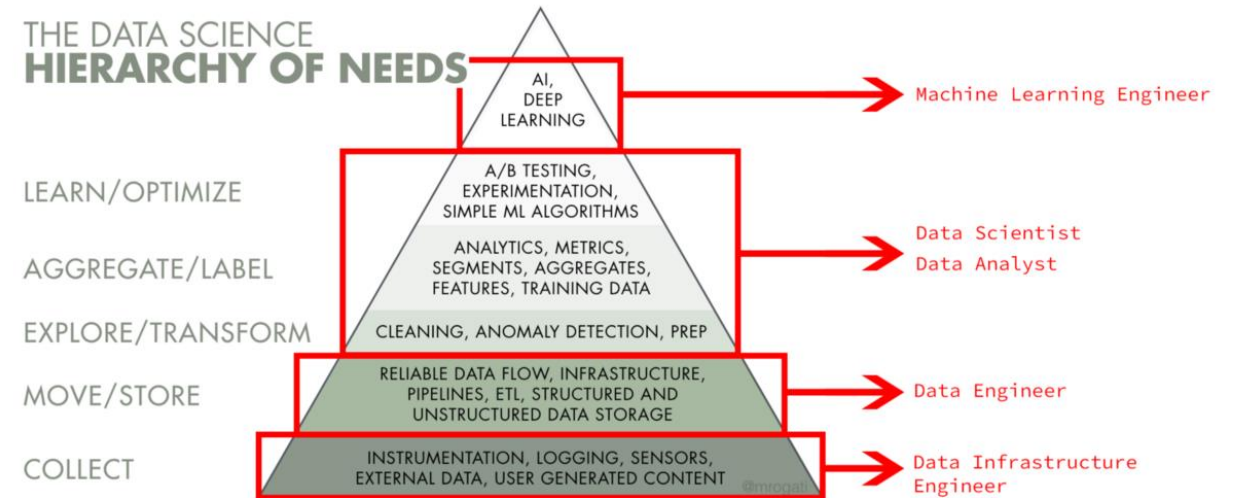 THE DATA SCIENCE
HIERARCHY OF NEEDS
AI,
DEEP
LEARNING
Machine Learning Engineer
LEARN/OPTIMIZE
A/B TESTING,
EXPERIMENTATION,
SIMPLE ML ALGORITHMS
Data Scientist
Data Analyst
AGGREGATE/LABEL
ANALYTICS, METRICS,
SEGMENTS, AGGREGATES,
FEATURES, TRAINING DATA
EXPLORE/TRANSFORM
CLEANING, ANOMALY DETECTION, PREP
MOVE/STORE
RELIABLE DATA FLOW, INFRASTRUCTURE,
PIPELINES, ETL, STRUCTURED AND
UNSTRUCTURED DATA STORAGE
Data Engineer
COLLECT
INSTRUMENTATION, LOGGING, SENSORS,
EXTERNAL DATA, USER GENERATED CONTENT
@mrogati
Data Infrastructure
Engineer